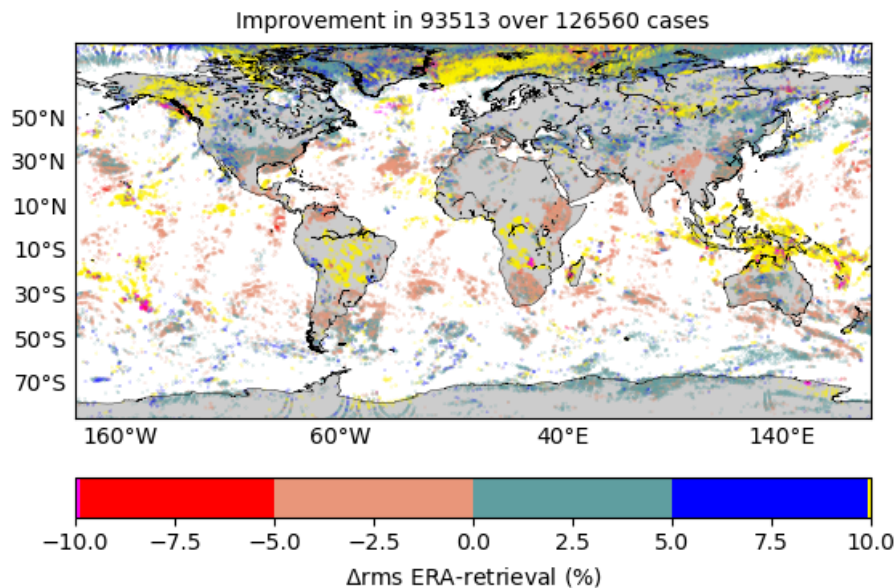 Improvement in 93513 over 126560 cases
50°N
30°N
10°N
10°S
30°S
50°S
70°S
160°W 60°W 40°E 140°E
−10.0 −7.5 −5.0 −2.5 0.0 2.5 5.0 7.5 10.0
Δrms ERA-retrieval (%)